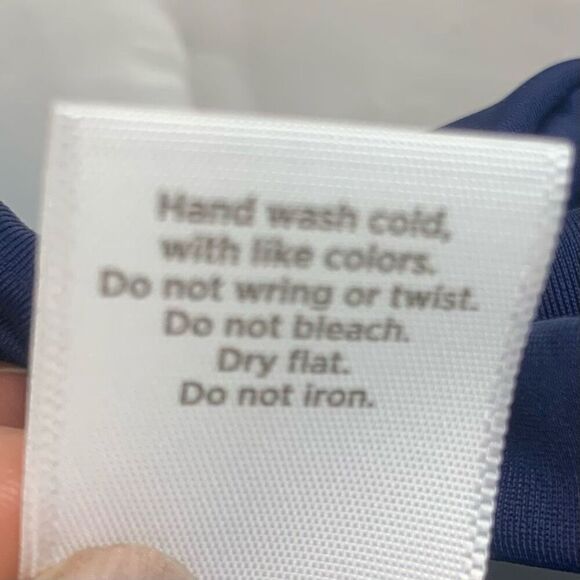 Hand wash cold,
with like colors.
Do not wring or twist.
Do not bleach.
Dry flat.
Do not iron.